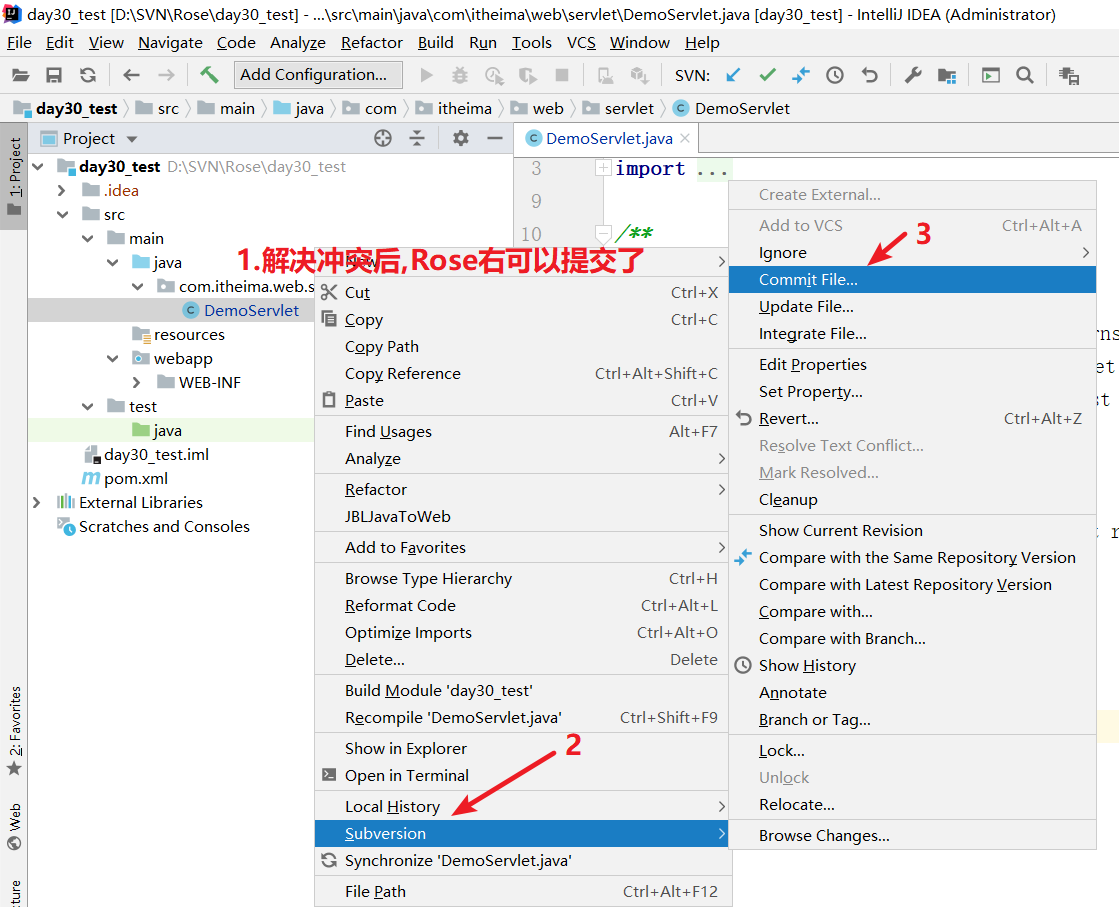 day30_test [D:\SVN\Rose\day30_test] - ...\src\main\java\com\itheima\web\servlet\DemoServlet.java [day30_test] - IntelliJ IDEA (Administrator)
File Edit View Navigate Code Analyze Refactor Build Run Tools VCS Window Help
Add Configuration... SVN:
day30_test src main java com itheima web servlet DemoServlet
1: Project
2: Favorites
Web
Project
day30_test D:\SVN\Rose\day30_test
.idea
src
main
java
com.itheima.web.s
DemoServlet
resources
webapp
WEB-INF
test
java
day30_test.iml
pom.xml
External Libraries
Scratches and Consoles
DemoServlet.java
3 import ...
9
10 /**
1.解决冲突后,Rose右可以提交了
New
Cut Ctrl+X
Copy Ctrl+C
Copy Path
Copy Reference Ctrl+Alt+Shift+C
Paste Ctrl+V
Find Usages Alt+F7
Analyze
Refactor
JBLJavaToWeb
Add to Favorites
Browse Type Hierarchy Ctrl+H
Reformat Code Ctrl+Alt+L
Optimize Imports Ctrl+Alt+O
Delete... Delete
Build Module 'day30_test'
Recompile 'DemoServlet.java' Ctrl+Shift+F9
Show in Explorer
2
Open in Terminal
Local History
Subversion
Synchronize 'DemoServlet.java'
File Path Ctrl+Alt+F12
Create External...
Add to VCS Ctrl+Alt+A
3
Ignore
Commit File...
Update File...
Integrate File...
Edit Properties
Set Property...
Revert... Ctrl+Alt+Z
Resolve Text Conflict...
Mark Resolved...
Cleanup
Show Current Revision
Compare with the Same Repository Version
Compare with Latest Repository Version
Compare with...
Compare with Branch...
Show History
Annotate
Branch or Tag...
Lock...
Unlock
Relocate...
Browse Changes...